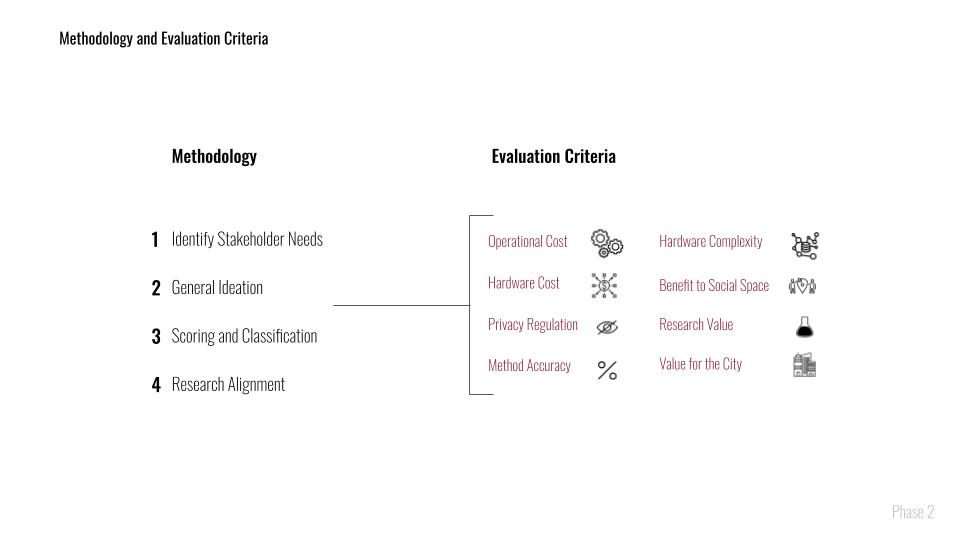 Methodology and Evaluation Criteria
Methodology
1 Identify Stakeholder Needs
2 General Ideation
3 Scoring and Classification
4 Research Alignment
Evaluation Criteria
Operational Cost
Hardware Cost
Privacy Regulation
Method Accuracy
Hardware Complexity
Benefit to Social Space
Research Value
Value for the City
Phase 2